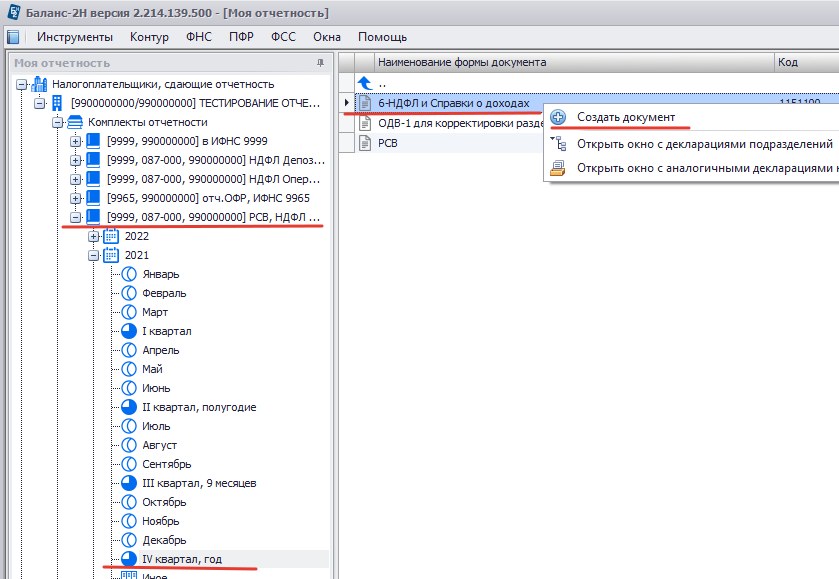 Баланс-2Н версия 2.214.139.500 - [Моя отчетность]
Инструменты Контур ФНС ПФР ФСС Окна Помощь
Моя отчетность
Налогоплательщики, сдающие отчетность
[9900000000/990000000] ТЕСТИРОВАНИЕ ОТЧЕ...
Комплекты отчетности
[9999, 990000000] в ИФНС 9999
[9999, 087-000, 990000000] НДФЛ Депоз...
[9999, 087-000, 990000000] НДФЛ Опер...
[9965, 990000000] отч.ОФР, ИФНС 9965
[9999, 087-000, 990000000] РСВ, НДФЛ ...
2022
2021
Январь
Февраль
Март
I квартал
Апрель
Май
Июнь
II квартал, полугодие
Июль
Август
Сентябрь
III квартал, 9 месяцев
Октябрь
Ноябрь
Декабрь
IV квартал, год
Иное
Наименование формы документа Код
..
6-НДФЛ и Справки о доходах 1151100
ОДВ-1 для корректировки разде
РСВ
Создать документ
Открыть окно с декларациями подразделений
Открыть окно с аналогичными декларациями